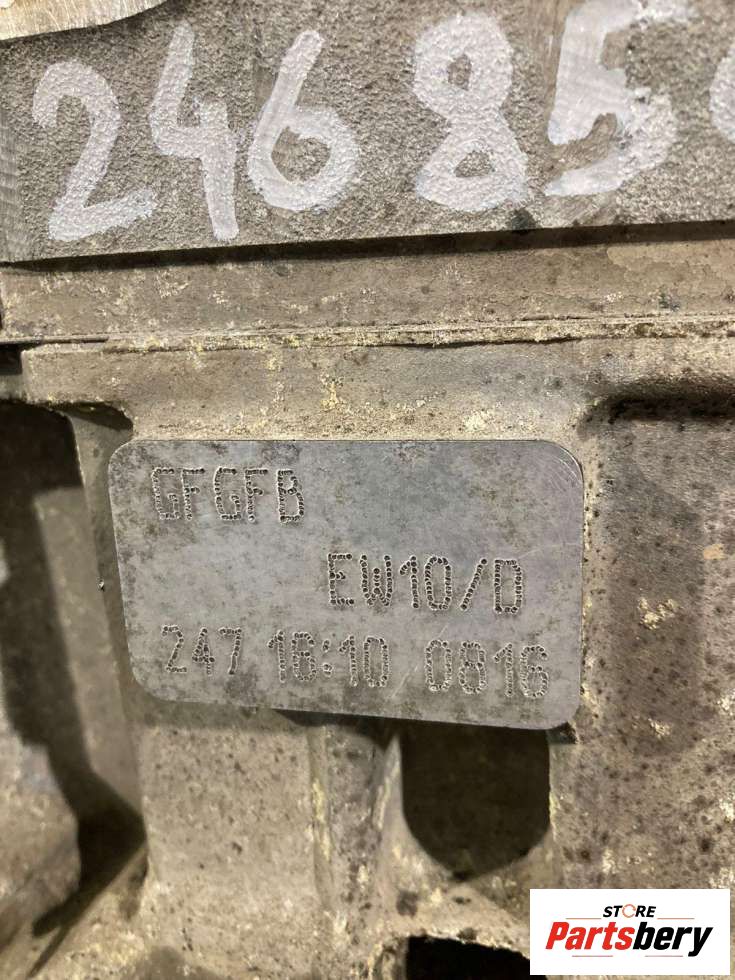 24685
GFGFB
EW10/D
247 16:10 0816
STORE
Partsbery